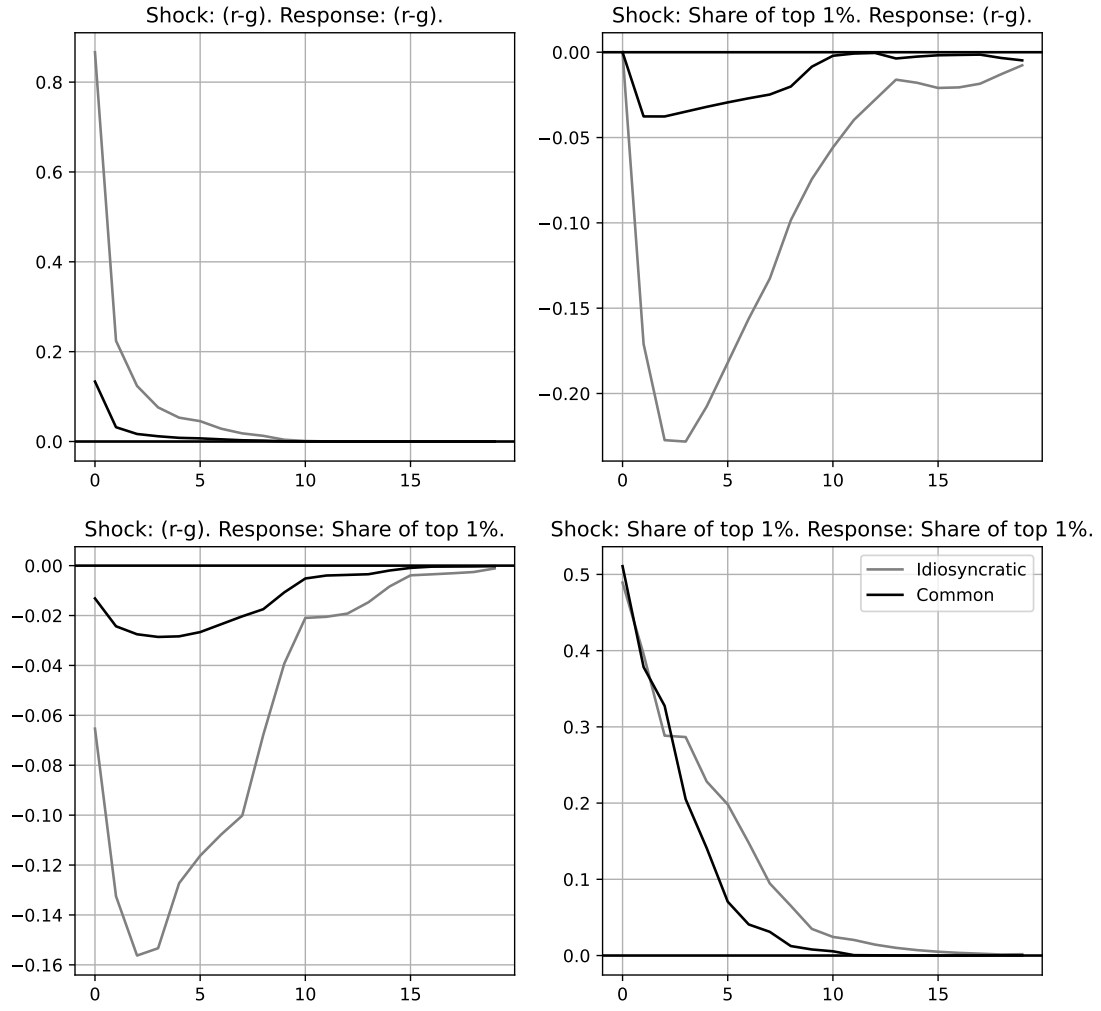 Shock: (r-g). Response: (r-g).
0.8
0.6
0.4
0.2
0.0
0 5 10 15
Shock: Share of top 1%. Response: (r-g).
0.00
−0.05
−0.10
−0.15
−0.20
0 5 10 15
Shock: (r-g). Response: Share of top 1%.
0.00
−0.02
−0.04
−0.06
−0.08
−0.10
−0.12
−0.14
−0.16
0 5 10 15
Shock: Share of top 1%. Response: Share of top 1%.
Idiosyncratic
Common
0.5
0.4
0.3
0.2
0.1
0.0
0 5 10 15